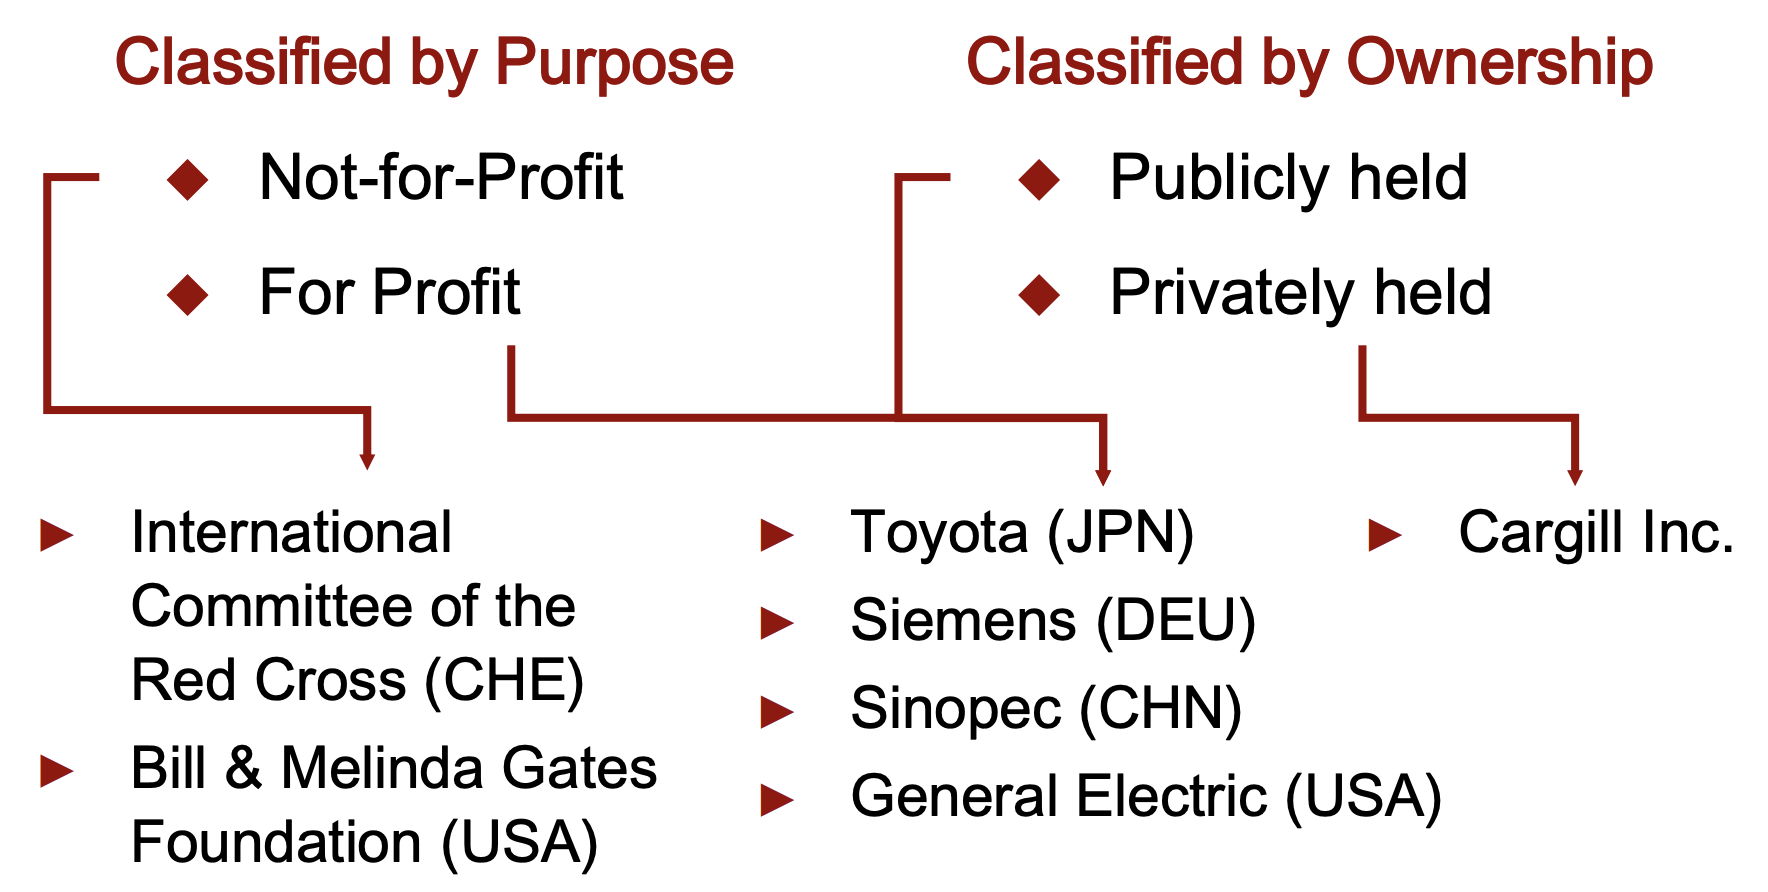 Classified by Purpose
Not-for-Profit
For Profit
Classified by Ownership
Publicly held
Privately held
International
Committee of the
Red Cross (CHE)
Bill & Melinda Gates
Foundation (USA)
Toyota (JPN)
Siemens (DEU)
Sinopec (CHN)
General Electric (USA)
Cargill Inc.